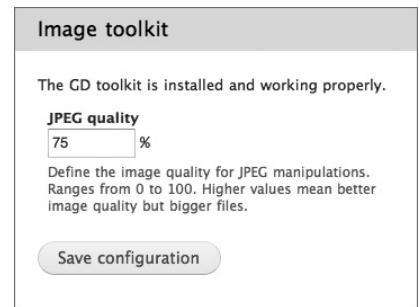 Image toolkit
The GD toolkit is installed and working properly.
JPEG quality
75 %
Define the image quality for JPEG manipulations.
Ranges from 0 to 100. Higher values mean better
image quality but bigger files.
Save configuration